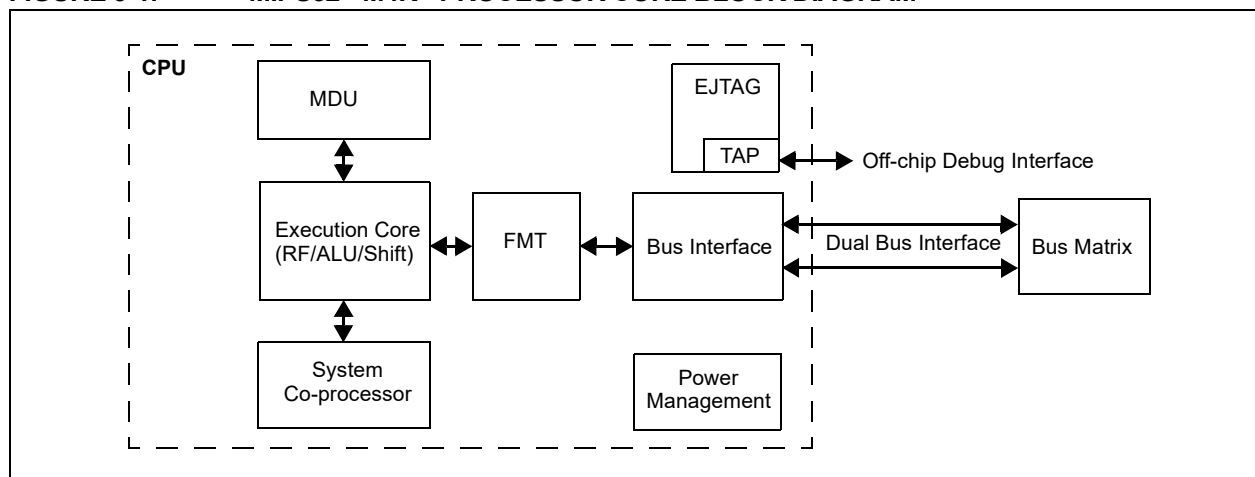 CPU
MDU
EJTAG
TAP
Off-chip Debug Interface
Execution Core
(RF/ALU/Shift)
FMT
Bus Interface
Dual Bus Interface
Bus Matrix
System
Co-processor
Power
Management